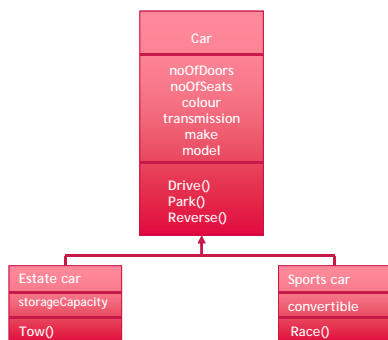 Car
noOfDoors
noOfSeats
colour
transmission
make
model
Drive()
Park()
Reverse()
Estate car
storageCapacity
Tow()
Sports car
convertible
Race()